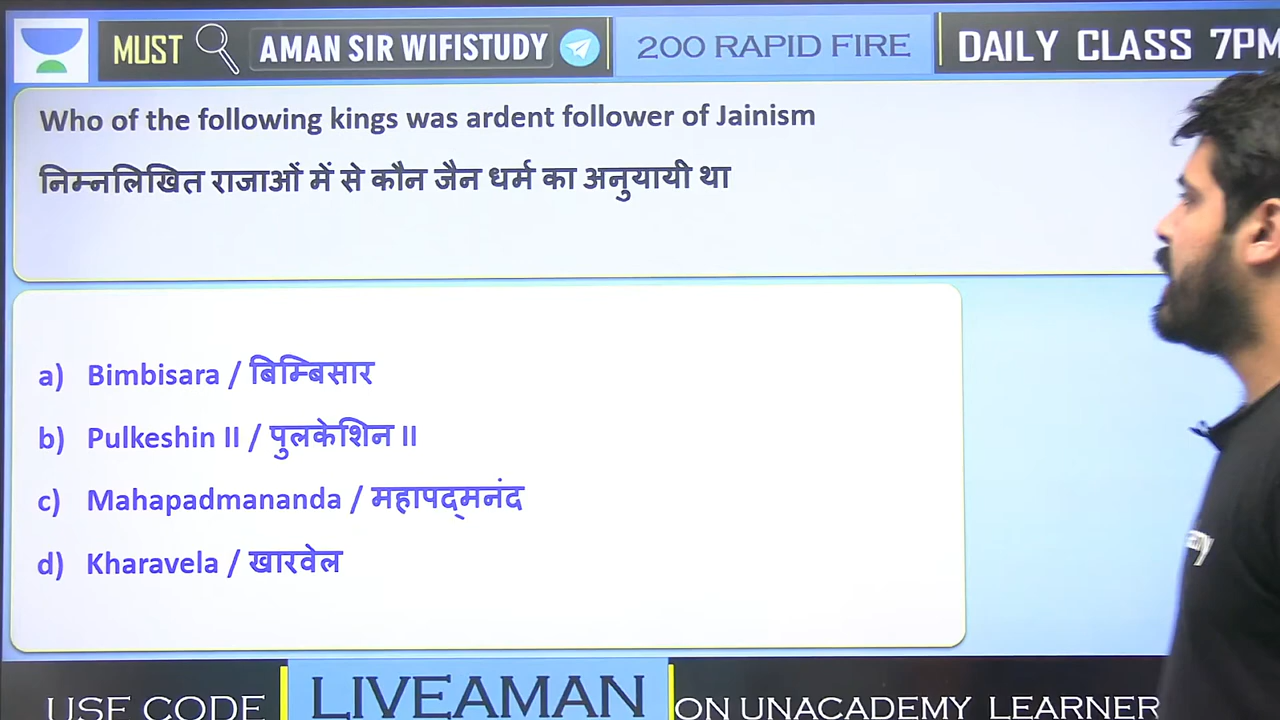 MUST AMAN SIR WIFISTUDY 200 RAPID FIRE DAILY CLASS 7PM
Who of the following kings was ardent follower of Jainism
निम्नलिखित राजाओं में से कौन जैन धर्म का अनुयायी था
a) Bimbisara / बिम्बिसार
b) Pulkeshin II / पुलकेशिन II
c) Mahapadmananda / महापद्मनंद
d) Kharavela / खारवेल
USE CODE LIVEAMAN ON UNACADEMY LEARNER